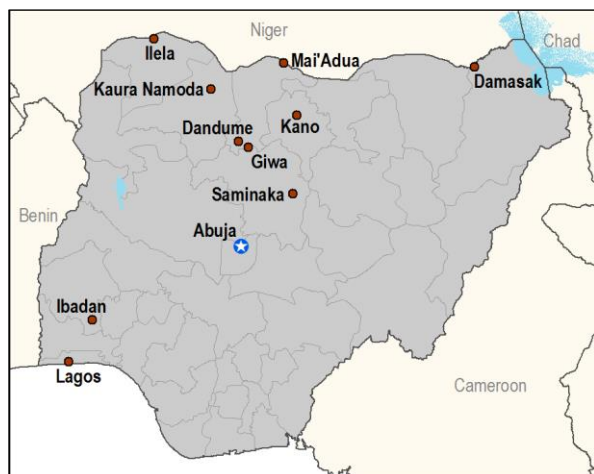 Niger
Chad
Ilela
Mai'Adua
Damasak
Kaura Namoda
Kano
Dandume
Giwa
Saminaka
Benin
Abuja
Ibadan
Lagos
Cameroon